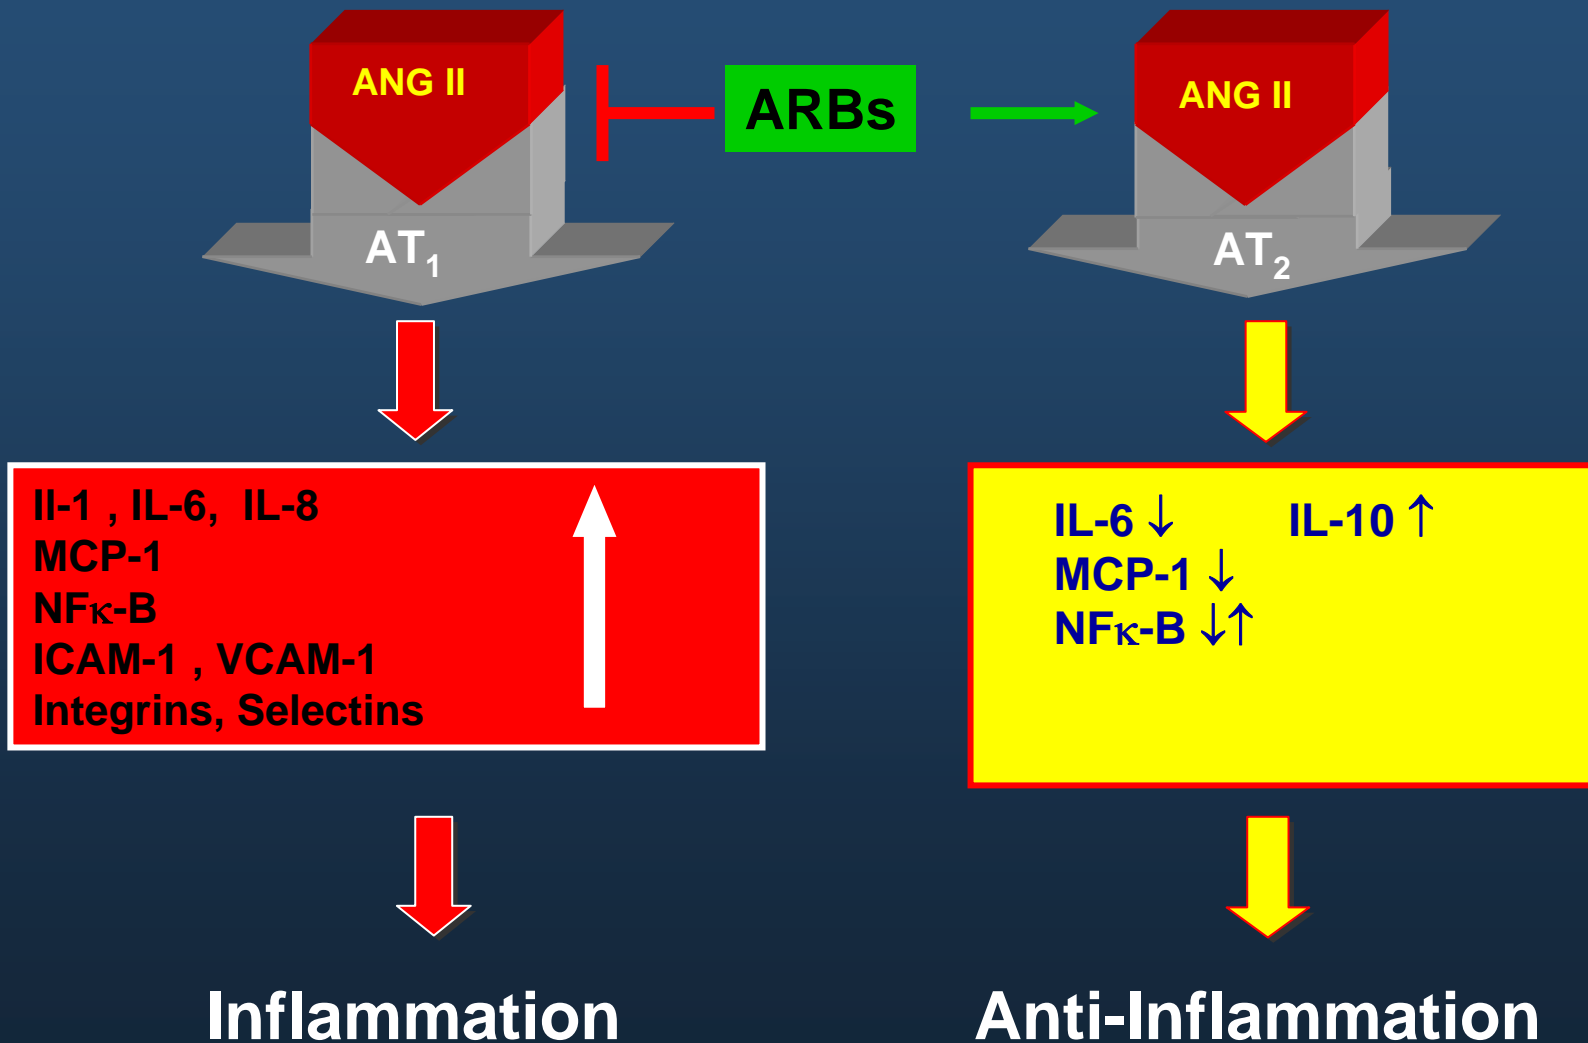 ANG II
ARBs
ANG II
AT₁
AT₂
Il-1 , IL-6, IL-8
MCP-1
NFκ-B
ICAM-1 , VCAM-1
Integrins, Selectins
IL-6 ↓ IL-10 ↑
MCP-1 ↓
NFκ-B ↓↑
Inflammation
Anti-Inflammation